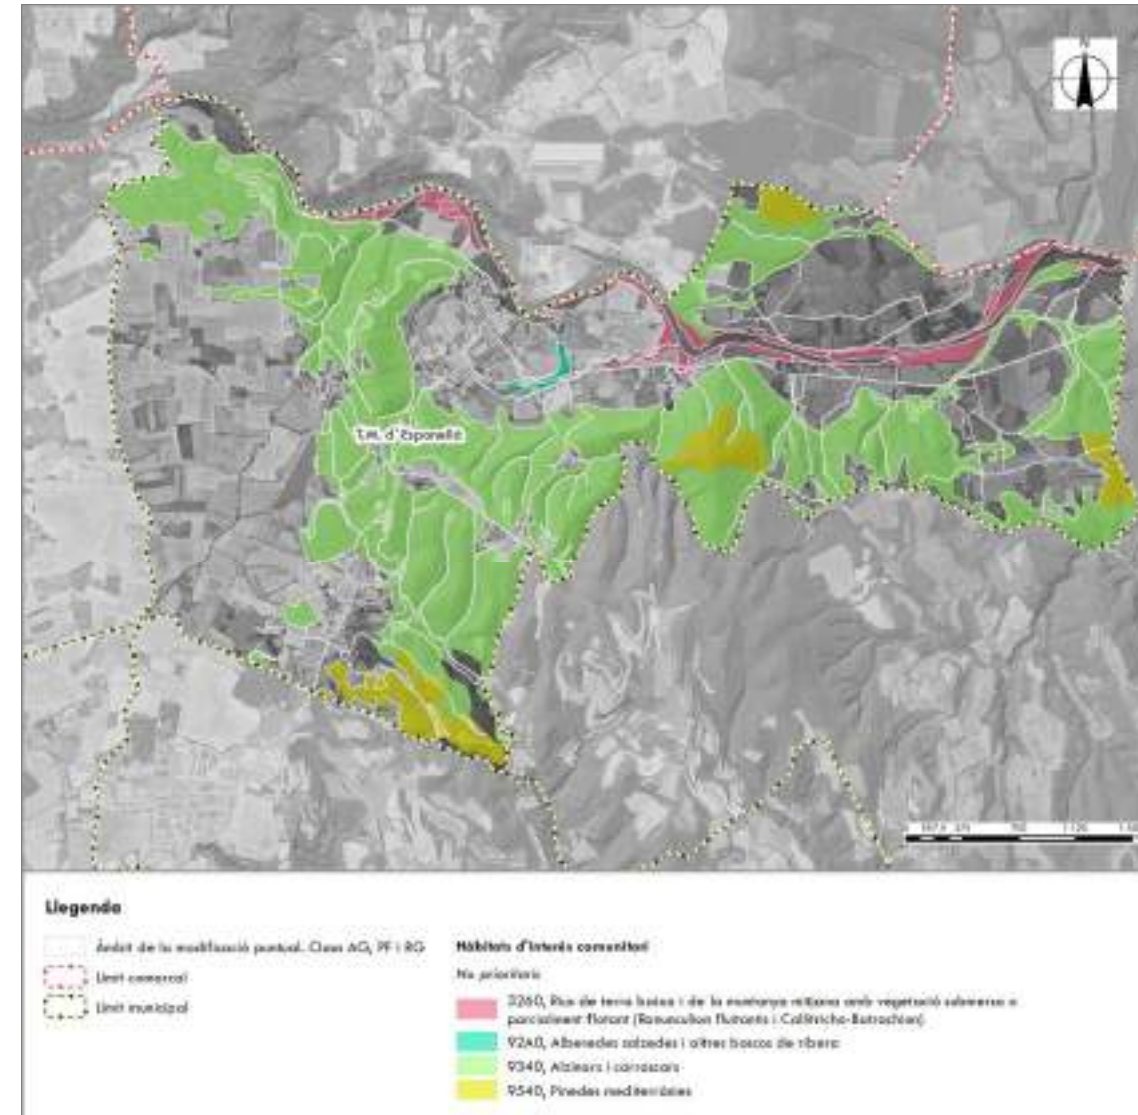 N
T.m. d'Esponellà
Llegenda
Àmbit de la modificació puntual. Claus AG, PF i RG
Límit comarcal
Límit municipal
Hàbitats d'interès comunitari
No prioritaris
3260, Rius de terra baixa i de la muntanya mitjana amb vegetació submersa o
parcialment flotant (Ranunculion fluitantis i Callitricho-Batrachion)
92A0, Alberedes salzedes i altres boscos de ribera
9340, Alzinars i carrascars
9540, Pinedes mediterrànies